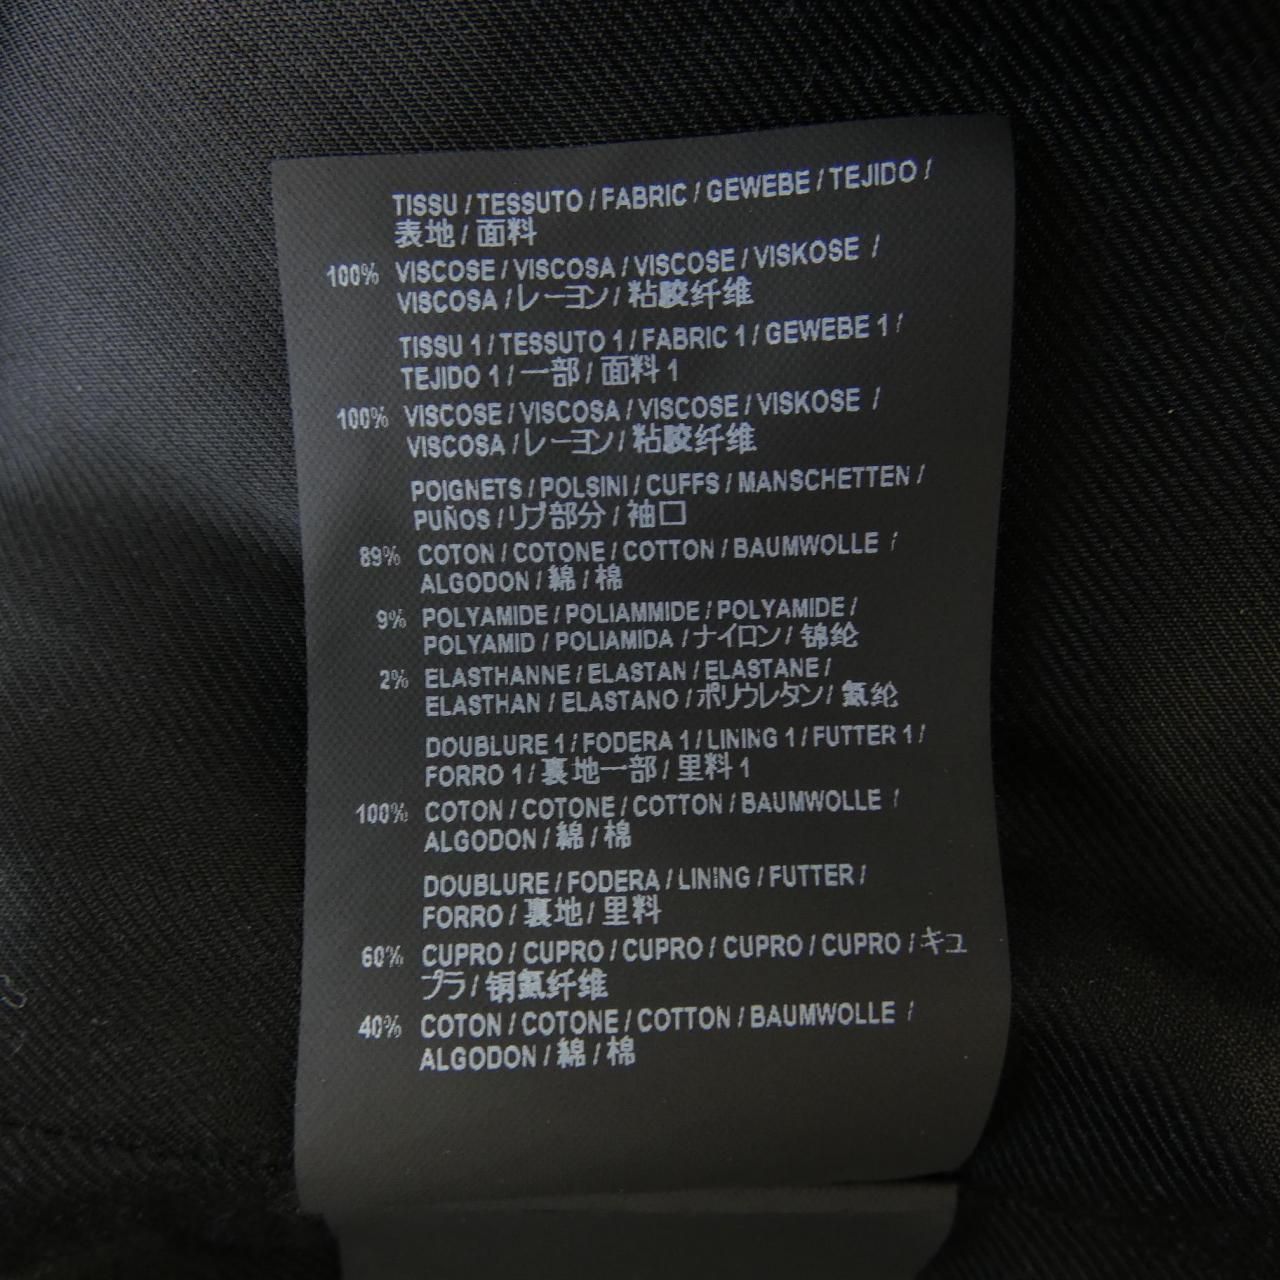 TISSU / TESSUTO / FABRIC / GEWEBE / TEJIDO /
表地 / 面料
100% VISCOSE / VISCOSA / VISCOSE / VISKOSE /
VISCOSA / レーヨン / 粘胶纤维
TISSU 1 / TESSUTO 1 / FABRIC 1 / GEWEBE 1 /
TEJIDO 1 / 一部 / 面料 1
100% VISCOSE / VISCOSA / VISCOSE / VISKOSE /
VISCOSA / レーヨン / 粘胶纤维
POIGNETS / POLSINI / CUFFS / MANSCHETTEN /
PUÑOS / リブ部分 / 袖口
89% COTON / COTONE / COTTON / BAUMWOLLE /
ALGODON / 綿 / 棉
9% POLYAMIDE / POLIAMMIDE / POLYAMIDE /
POLYAMID / POLIAMIDA / ナイロン / 锦纶
2% ELASTHANNE / ELASTAN / ELASTANE /
ELASTHAN / ELASTANO / ポリウレタン / 氨纶
DOUBLURE 1 / FODERA 1 / LINING 1 / FUTTER 1 /
FORRO 1 / 裏地一部 / 里料 1
100% COTON / COTONE / COTTON / BAUMWOLLE /
ALGODON / 綿 / 棉
DOUBLURE / FODERA / LINING / FUTTER /
FORRO / 裏地 / 里料
60% CUPRO / CUPRO / CUPRO / CUPRO / CUPRO / キュ
プラ / 铜氨纤维
40% COTON / COTONE / COTTON / BAUMWOLLE /
ALGODON / 綿 / 棉